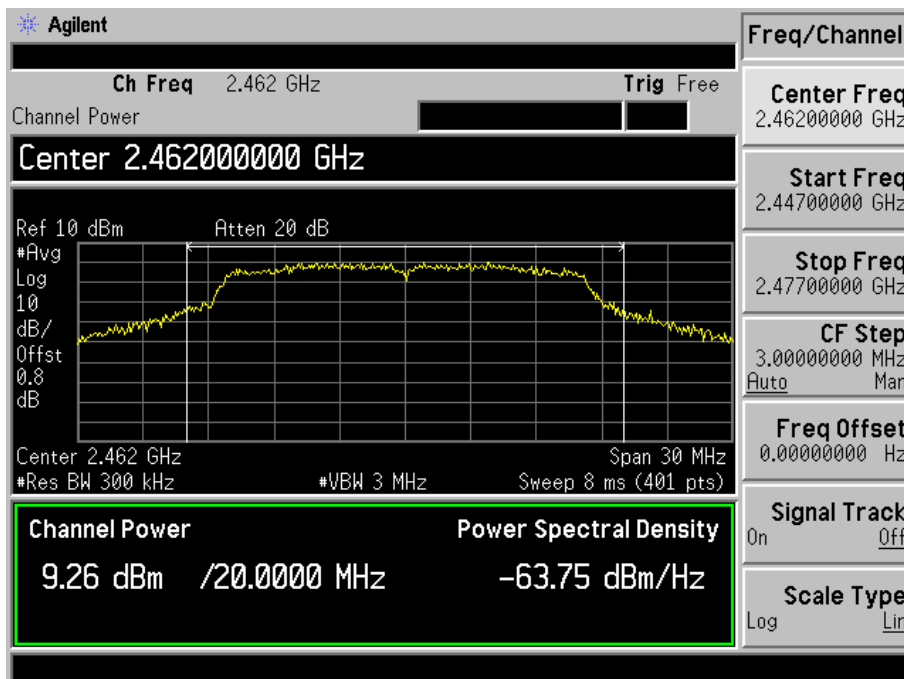 Agilent
Freq/Channel
Ch Freq 2.462 GHz Trig Free
Channel Power
Center 2.462000000 GHz
Ref 10 dBm Atten 20 dB
#Avg
Log
10
dB/
Offst
0.8
dB
Center 2.462 GHz Span 30 MHz
#Res BW 300 kHz #VBW 3 MHz Sweep 8 ms (401 pts)
Channel Power Power Spectral Density
9.26 dBm /20.0000 MHz -63.75 dBm/Hz
Center Freq
2.46200000 GHz
Start Freq
2.44700000 GHz
Stop Freq
2.47700000 GHz
CF Step
3.00000000 MHz
Auto Man
Freq Offset
0.00000000 Hz
Signal Track
On Off
Scale Type
Log Lin